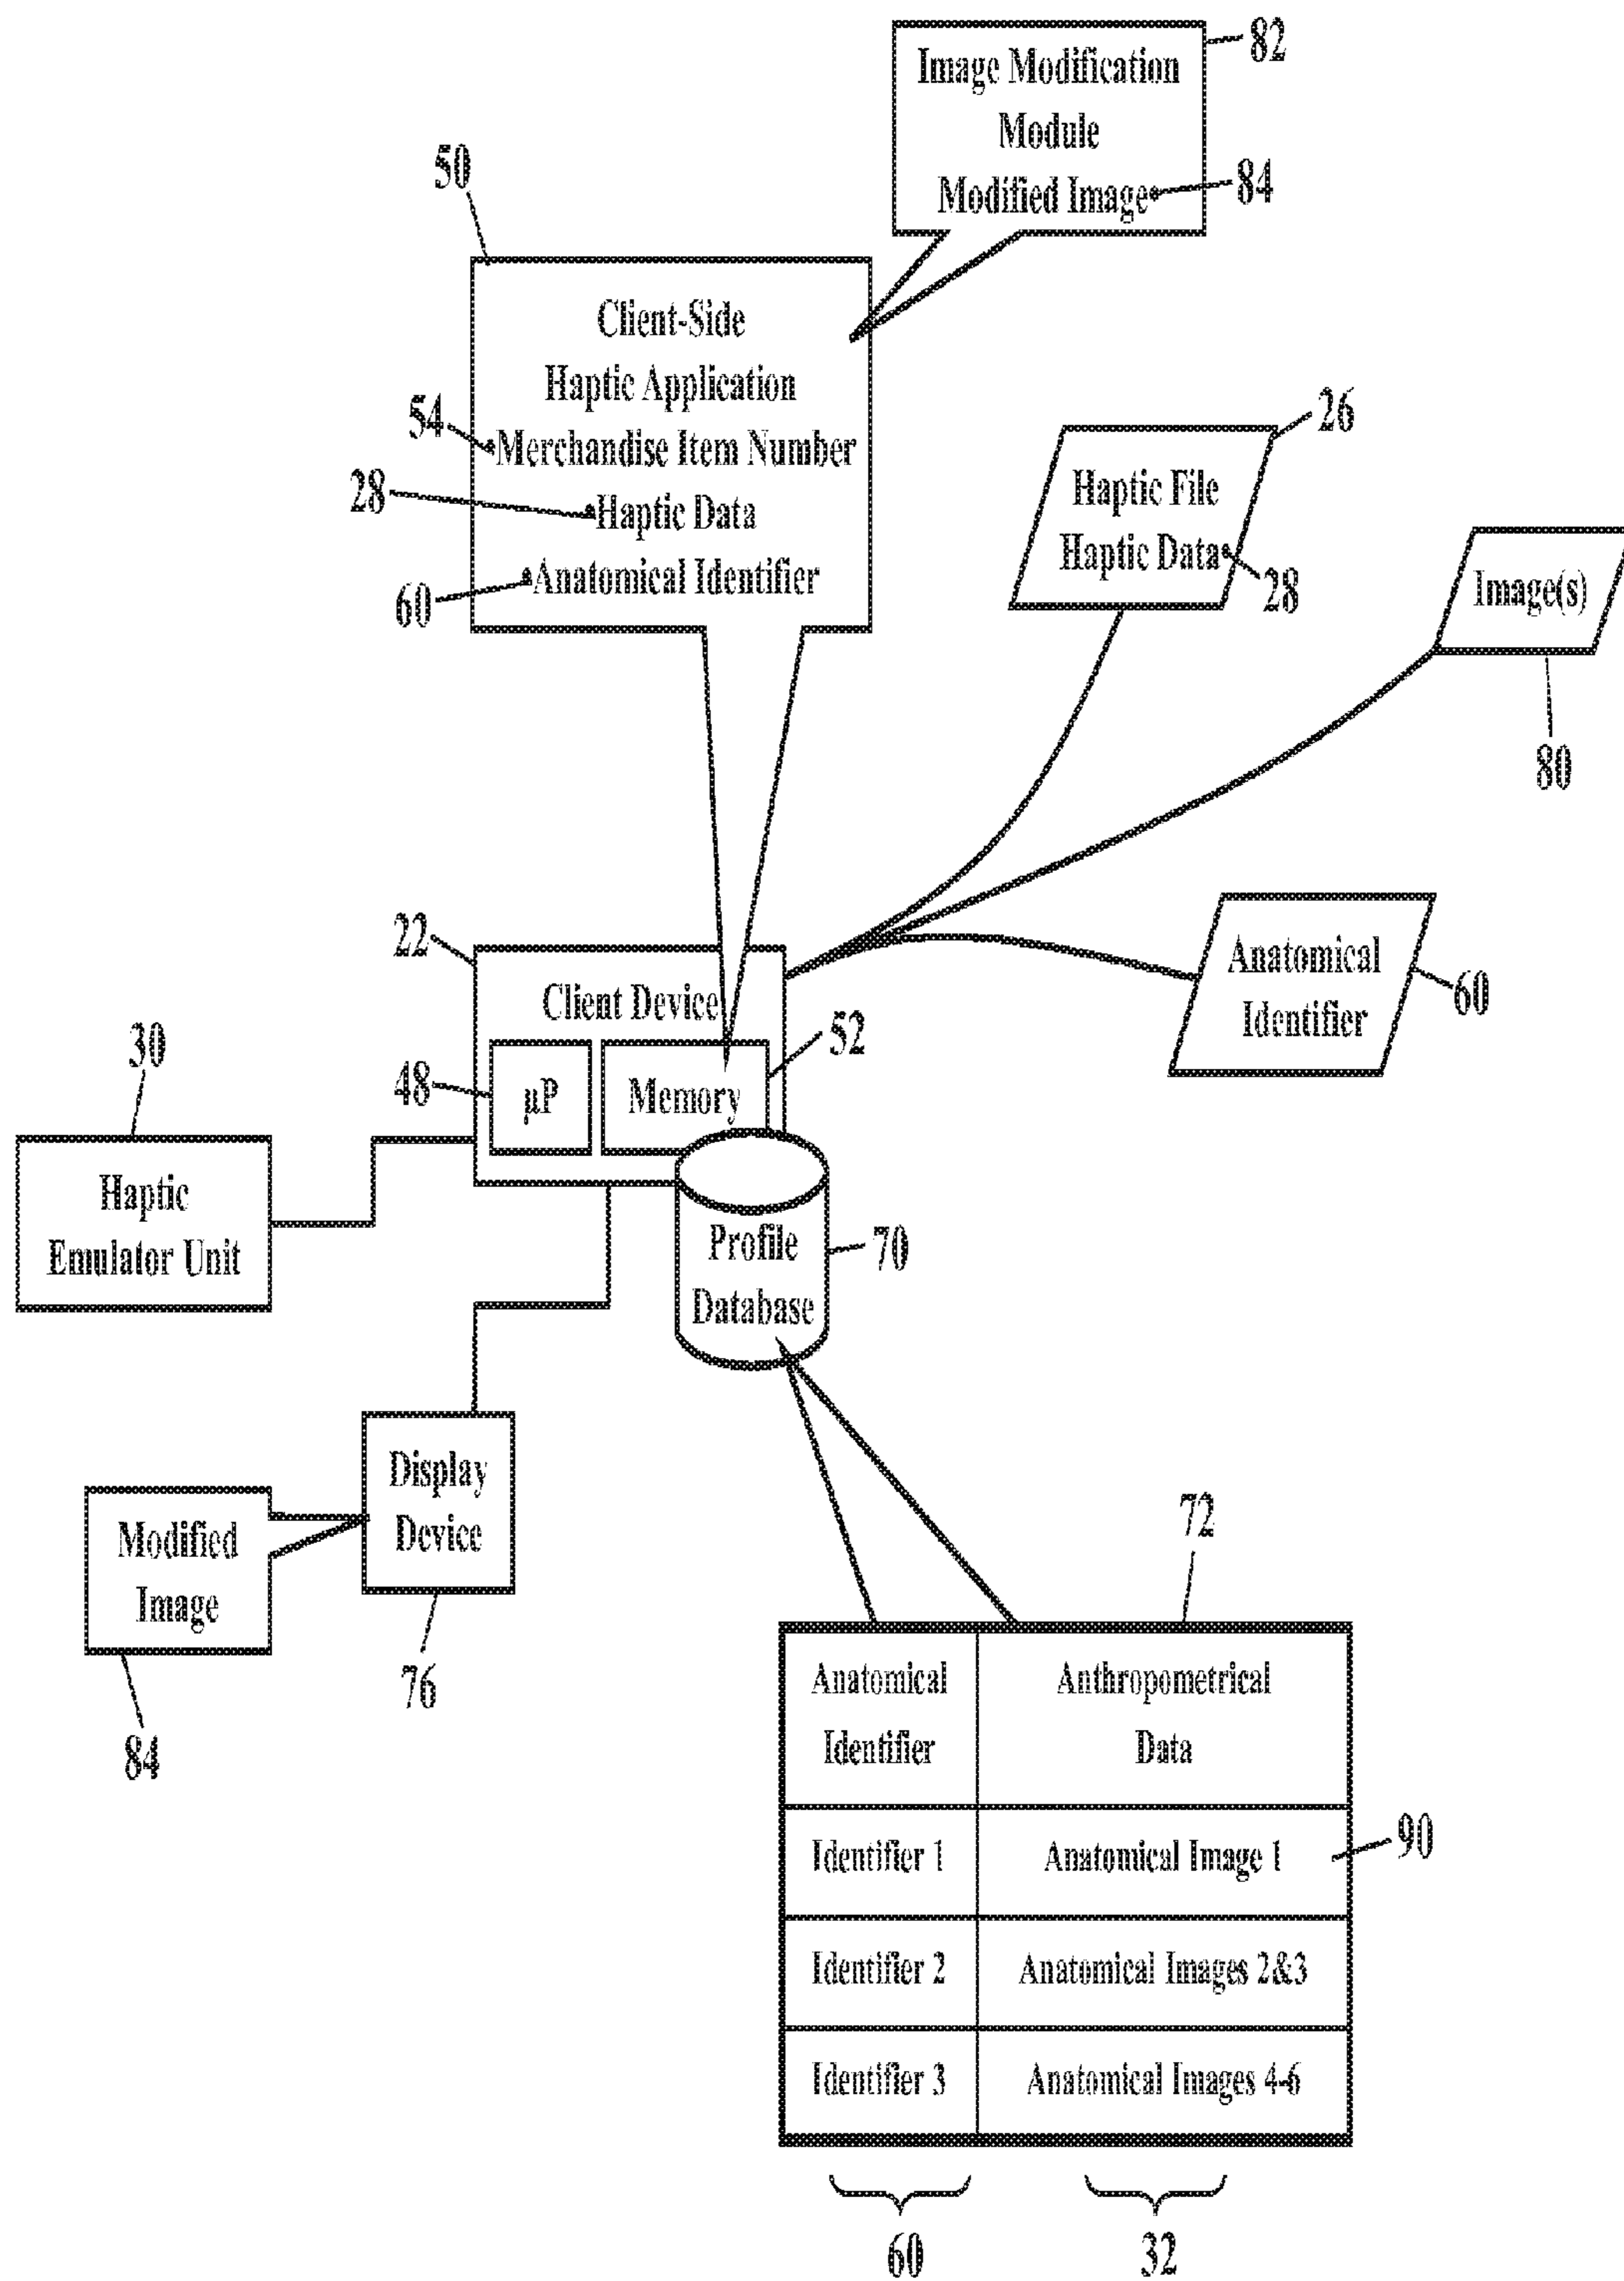 82
Image Modification
Module
Modified Image
84
50
Client-Side
Haptic Application
54
Merchandise Item Number
28
Haptic Data
60
Anatomical Identifier
26
Haptic File
Haptic Data
28
Image(s)
80
22
Client Device
52
48
µP
Memory
Anatomical
Identifier
60
30
Haptic
Emulator Unit
Profile
Database
70
Display
Device
76
Modified
Image
84
72
Anatomical
Identifier
Anthropometrical
Data
Identifier 1
Anatomical Image 1
90
Identifier 2
Anatomical Images 2&3
Identifier 3
Anatomical Images 4-6
60
32